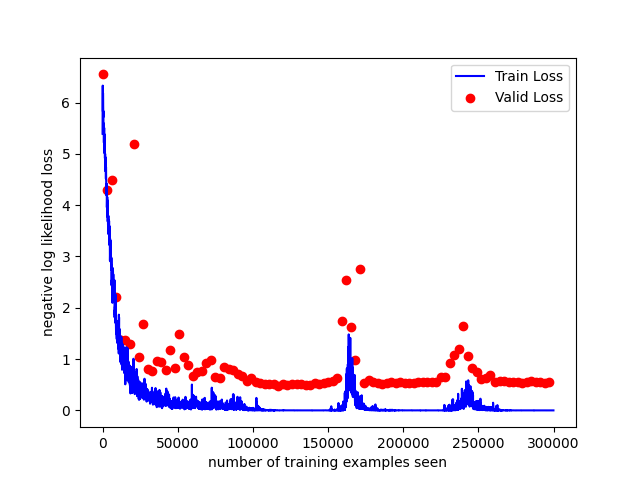 Train Loss
Valid Loss
negative log likelihood loss
6
5
4
3
2
1
0
0 50000 100000 150000 200000 250000 300000
number of training examples seen